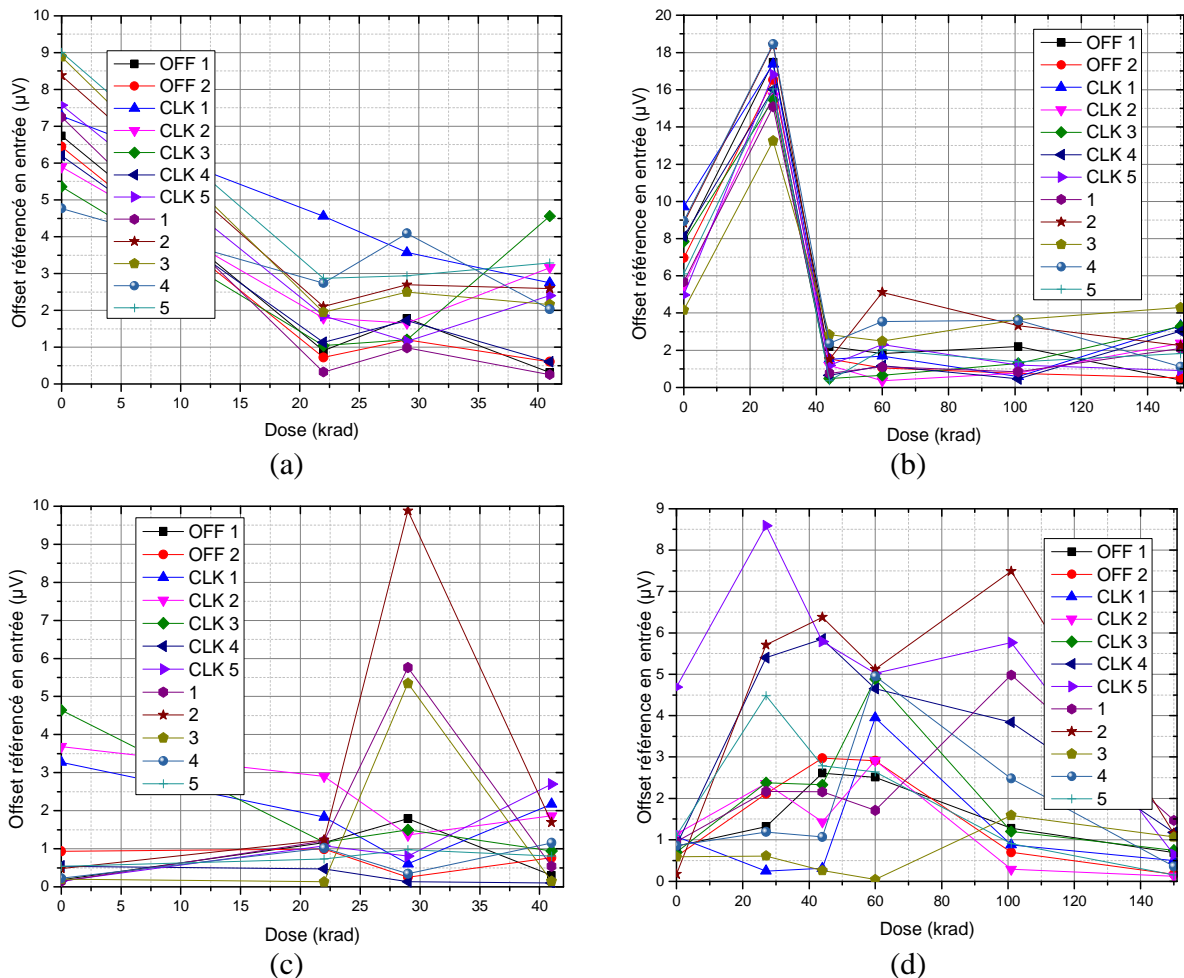 Offset référencé en entrée (µV)
10
9
8
7
6
5
4
3
2
1
0
OFF 1
OFF 2
CLK 1
CLK 2
CLK 3
CLK 4
CLK 5
1
2
3
4
5
0 5 10 15 20 25 30 35 40
Dose (krad)
(a)
Offset référencé en entrée (µV)
20
18
16
14
12
10
8
6
4
2
0
OFF 1
OFF 2
CLK 1
CLK 2
CLK 3
CLK 4
CLK 5
1
2
3
4
5
0 20 40 60 80 100 120 140
Dose (krad)
(b)
Offset référencé en entrée (µV)
10
9
8
7
6
5
4
3
2
1
0
OFF 1
OFF 2
CLK 1
CLK 2
CLK 3
CLK 4
CLK 5
1
2
3
4
5
0 5 10 15 20 25 30 35 40
Dose (krad)
(c)
Offset référencé en entrée (µV)
9
8
7
6
5
4
3
2
1
0
OFF 1
OFF 2
CLK 1
CLK 2
CLK 3
CLK 4
CLK 5
1
2
3
4
5
0 20 40 60 80 100 120 140
Dose (krad)
(d)